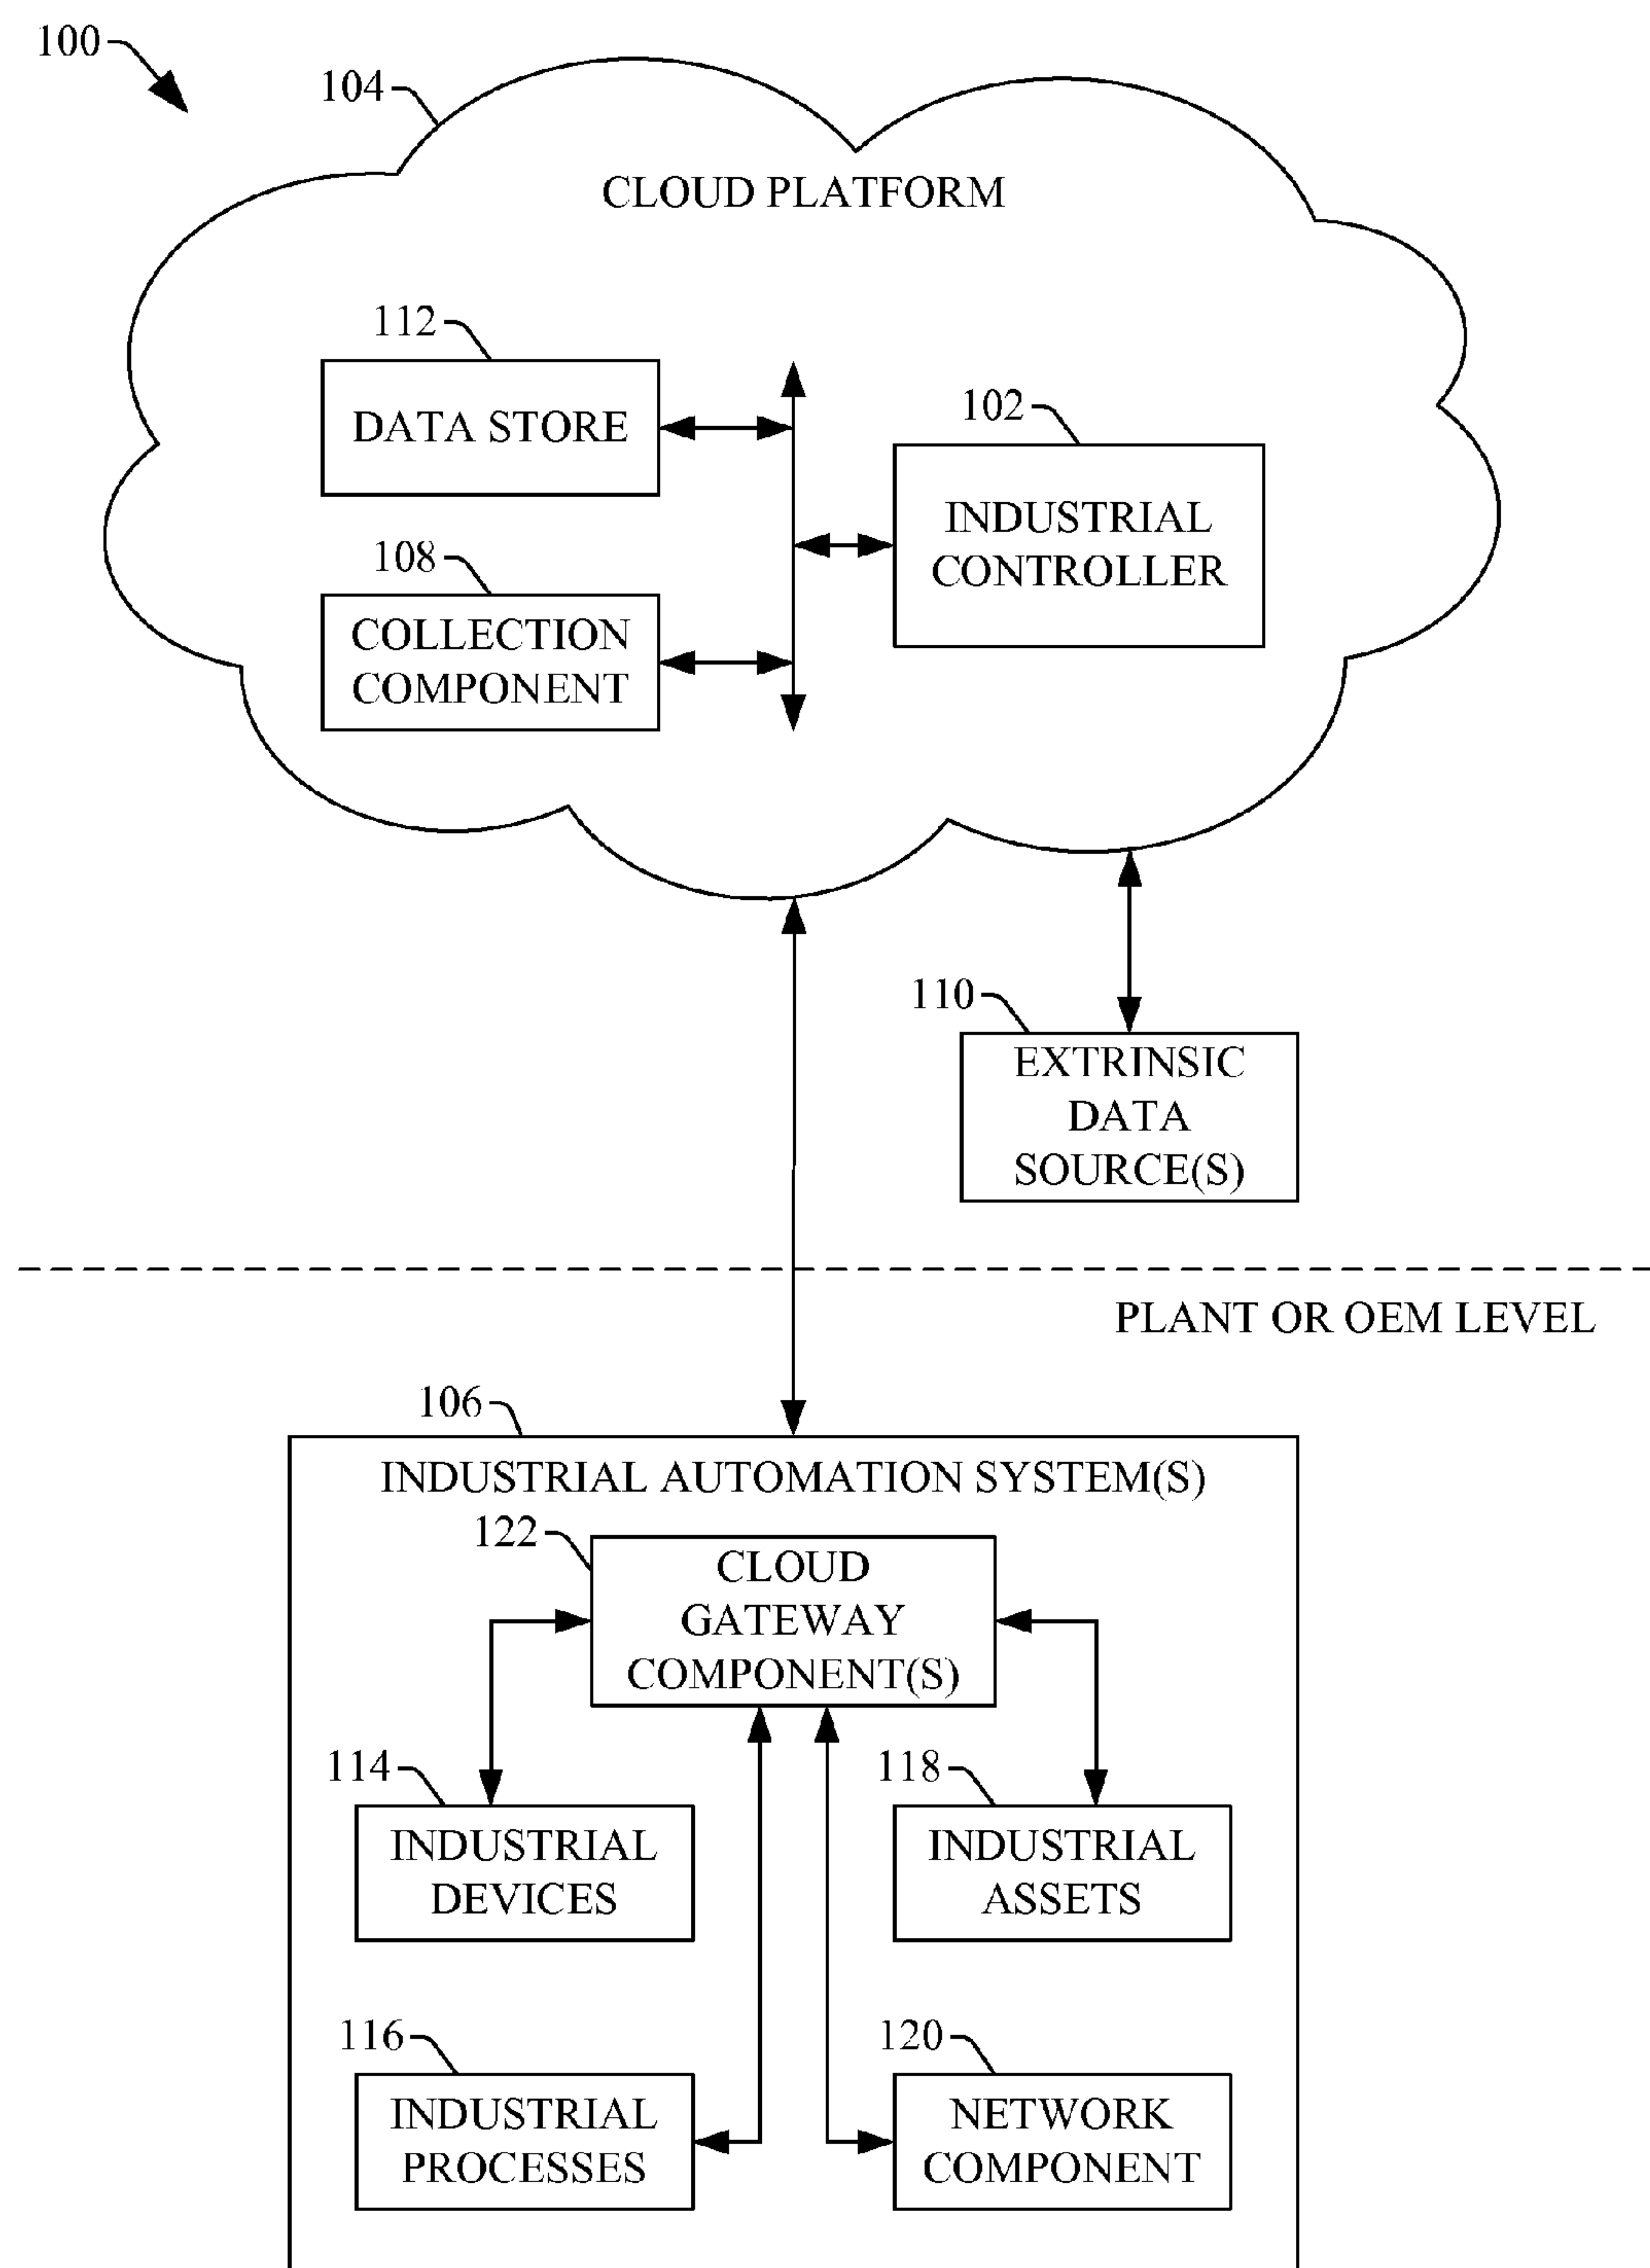 100
104
CLOUD PLATFORM
112
DATA STORE
102
INDUSTRIAL
CONTROLLER
108
COLLECTION
COMPONENT
110
EXTRINSIC
DATA
SOURCE(S)
PLANT OR OEM LEVEL
106
INDUSTRIAL AUTOMATION SYSTEM(S)
122
CLOUD
GATEWAY
COMPONENT(S)
114
INDUSTRIAL
DEVICES
118
INDUSTRIAL
ASSETS
116
INDUSTRIAL
PROCESSES
120
NETWORK
COMPONENT